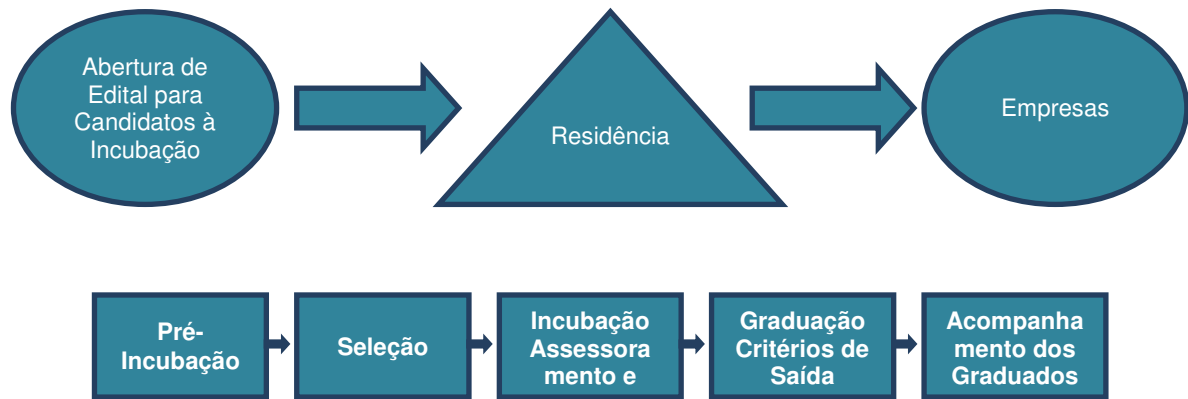 Abertura de
Edital para
Candidatos à
Incubação
Residência
Empresas
Pré-
Incubação
Seleção
Incubação
Assessora
mento e
Graduação
Critérios de
Saída
Acompanha
mento dos
Graduados